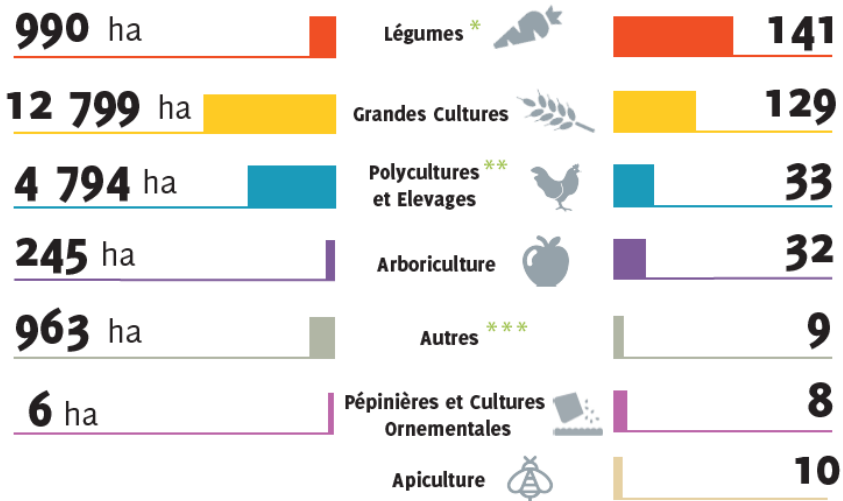 990 ha Légumes * 141
12 799 ha Grandes Cultures 129
4 794 ha Polycultures ** 33
et Elevages
245 ha Arboriculture 32
963 ha Autres *** 9
6 ha Pépinières et Cultures 8
Ornementales
Apiculture 10